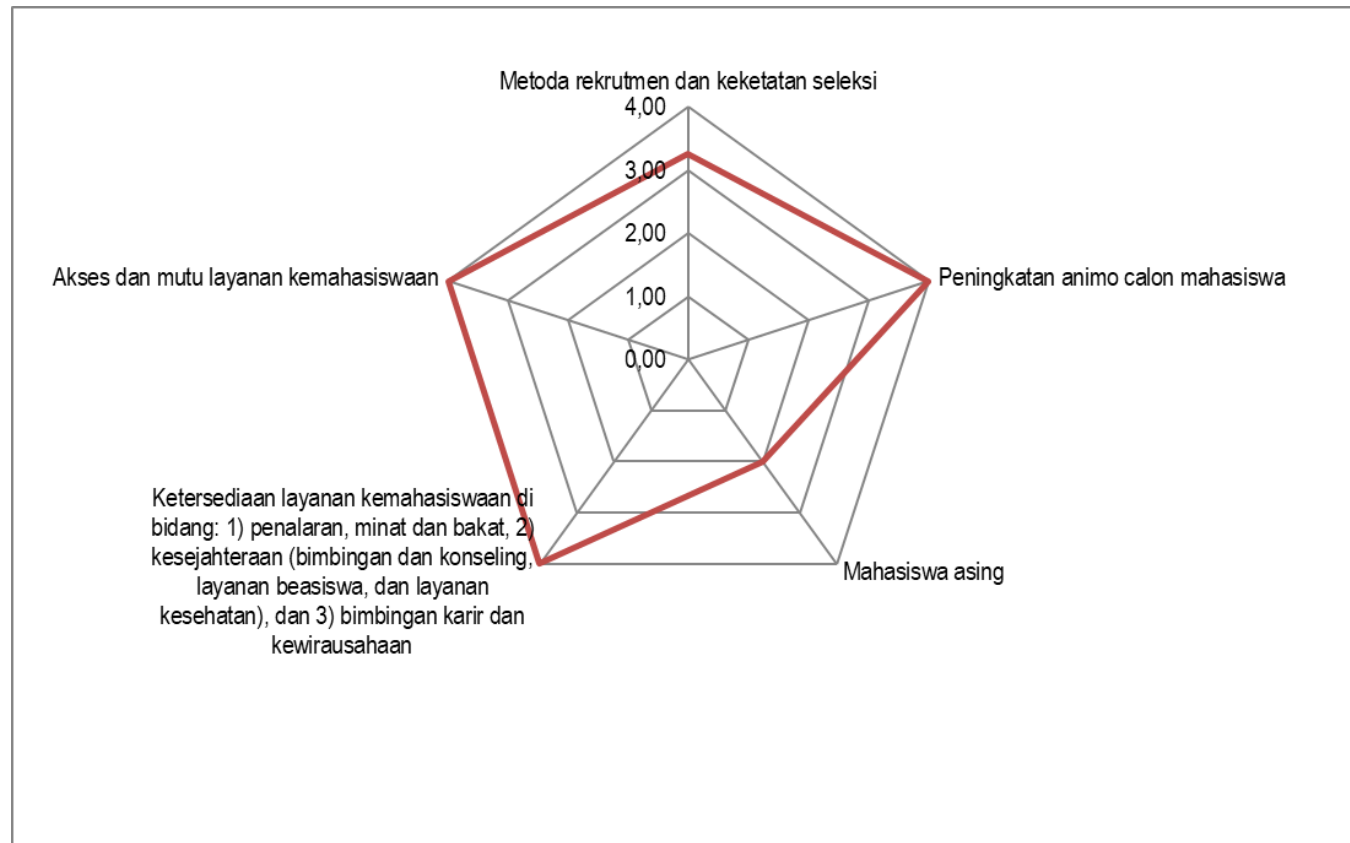 Metoda rekrutmen dan keketatan seleksi
4,00
3,00
2,00
1,00
0,00
Peningkatan animo calon mahasiswa
Mahasiswa asing
Ketersediaan layanan kemahasiswaan di
bidang: 1) penalaran, minat dan bakat, 2)
kesejahteraan (bimbingan dan konseling,
layanan beasiswa, dan layanan
kesehatan), dan 3) bimbingan karir dan
kewirausahaan
Akses dan mutu layanan kemahasiswaan